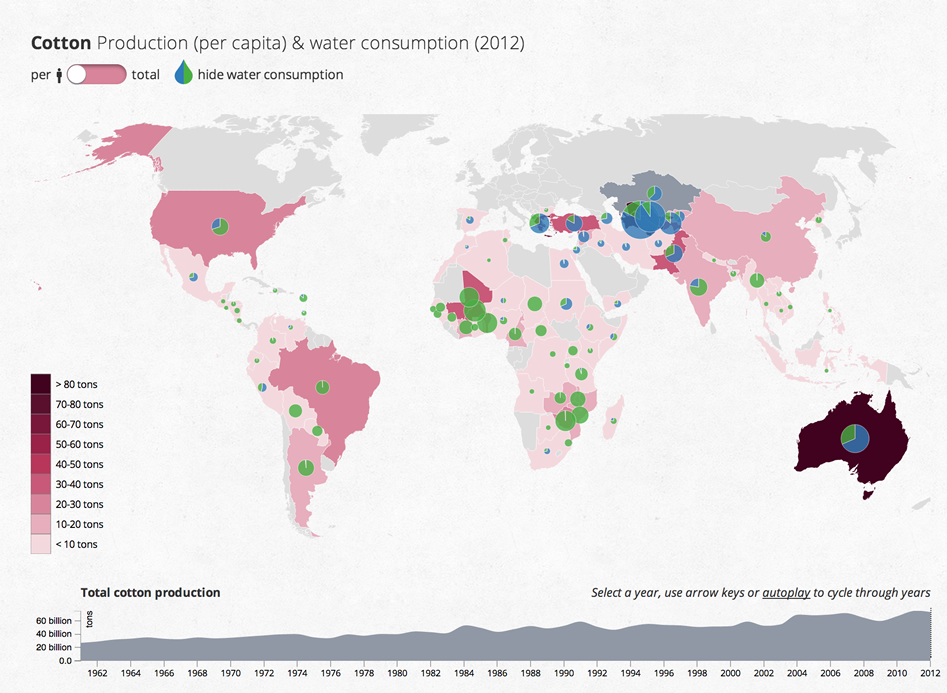 Cotton Production (per capita) & water consumption (2012)
per total hide water consumption
> 80 tons
70-80 tons
60-70 tons
50-60 tons
40-50 tons
30-40 tons
20-30 tons
10-20 tons
< 10 tons
Total cotton production
Select a year, use arrow keys or autoplay to cycle through years
tons
60 billion
40 billion
20 billion
0.0
1962 1964 1966 1968 1970 1972 1974 1976 1978 1980 1982 1984 1986 1988 1990 1992 1994 1996 1998 2000 2002 2004 2006 2008 2010 2012